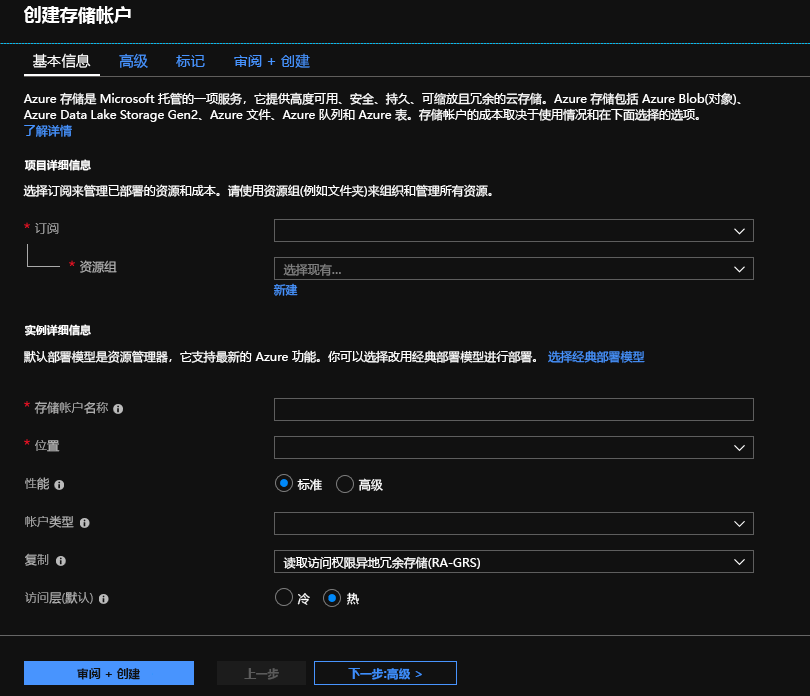 创建存储帐户
基本信息 高级 标记 审阅 + 创建
Azure 存储是 Microsoft 托管的一项服务，它提供高度可用、安全、持久、可缩放且冗余的云存储。Azure 存储包括 Azure Blob(对象)、
Azure Data Lake Storage Gen2、Azure 文件、Azure 队列和 Azure 表。存储帐户的成本取决于使用情况和在下面选择的选项。
了解详情
项目详细信息
选择订阅来管理已部署的资源和成本。请使用资源组(例如文件夹)来组织和管理所有资源。
* 订阅
* 资源组 选择现有...
新建
实例详细信息
默认部署模型是资源管理器，它支持最新的 Azure 功能。你可以选择改用经典部署模型进行部署。 选择经典部署模型
* 存储帐户名称
* 位置
性能 标准 高级
帐户类型
复制 读取访问权限异地冗余存储(RA-GRS)
访问层(默认) 冷 热
审阅 + 创建 上一步 下一步:高级 >